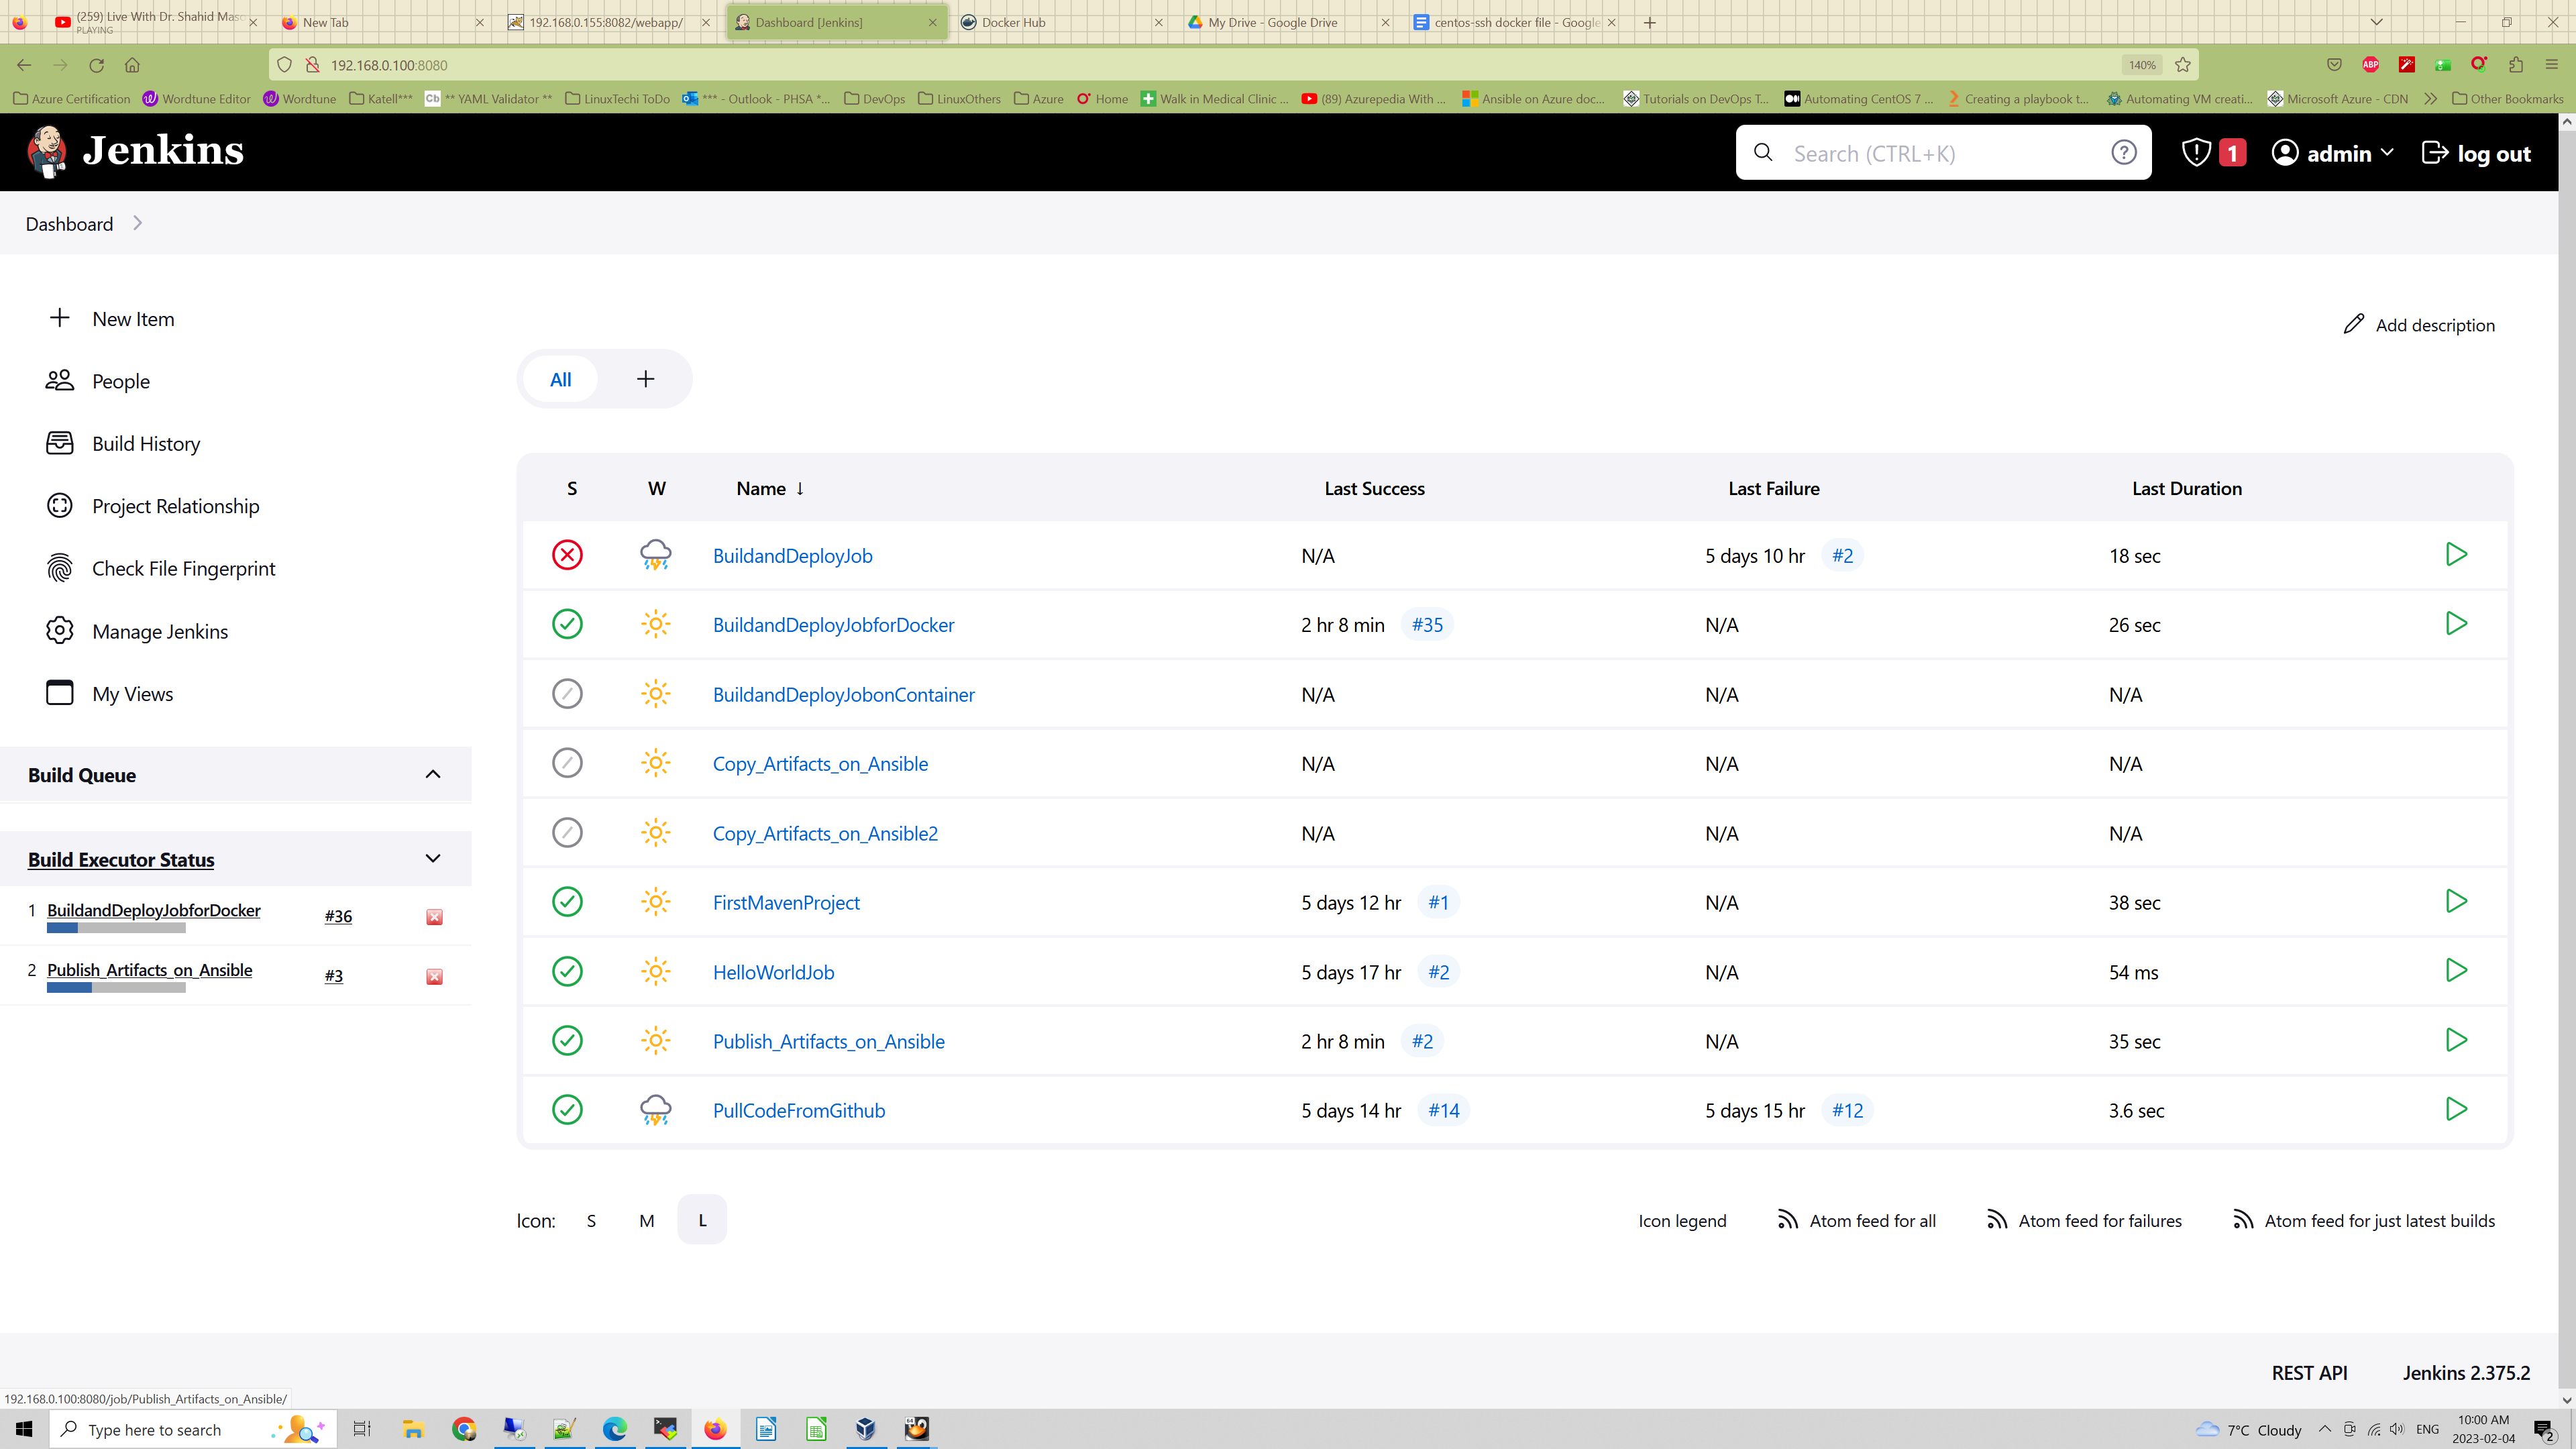 (259) Live With Dr. Shahid Maso
PLAYING
New Tab
192.168.0.155:8082/webapp/
Dashboard [Jenkins]
Docker Hub
My Drive - Google Drive
centos-ssh docker file - Google
192.168.0.100:8080
140%
Azure Certification
Wordtune Editor
Wordtune
Katell***
** YAML Validator **
LinuxTechi ToDo
*** - Outlook - PHSA *...
DevOps
LinuxOthers
Azure
Home
Walk in Medical Clinic ...
(89) Azurepedia With ...
Ansible on Azure doc...
Tutorials on DevOps T...
Automating CentOS 7 ...
Creating a playbook t...
Automating VM creati...
Microsoft Azure - CDN
Other Bookmarks
Jenkins
Search (CTRL+K)
1
admin
log out
Dashboard
New Item
People
Build History
Project Relationship
Check File Fingerprint
Manage Jenkins
My Views
Build Queue
Build Executor Status
1 BuildandDeployJobforDocker #36
2 Publish_Artifacts_on_Ansible #3
Add description
All
S W Name ↓ Last Success Last Failure Last Duration
BuildandDeployJob N/A 5 days 10 hr #2 18 sec
BuildandDeployJobforDocker 2 hr 8 min #35 N/A 26 sec
BuildandDeployJobonContainer N/A N/A N/A
Copy_Artifacts_on_Ansible N/A N/A N/A
Copy_Artifacts_on_Ansible2 N/A N/A N/A
FirstMavenProject 5 days 12 hr #1 N/A 38 sec
HelloWorldJob 5 days 17 hr #2 N/A 54 ms
Publish_Artifacts_on_Ansible 2 hr 8 min #2 N/A 35 sec
PullCodeFromGithub 5 days 14 hr #14 5 days 15 hr #12 3.6 sec
Icon: S M L
Icon legend
Atom feed for all
Atom feed for failures
Atom feed for just latest builds
REST API
Jenkins 2.375.2
192.168.0.100:8080/job/Publish_Artifacts_on_Ansible/
Type here to search
7°C Cloudy
ENG
10:00 AM
2023-02-04
2